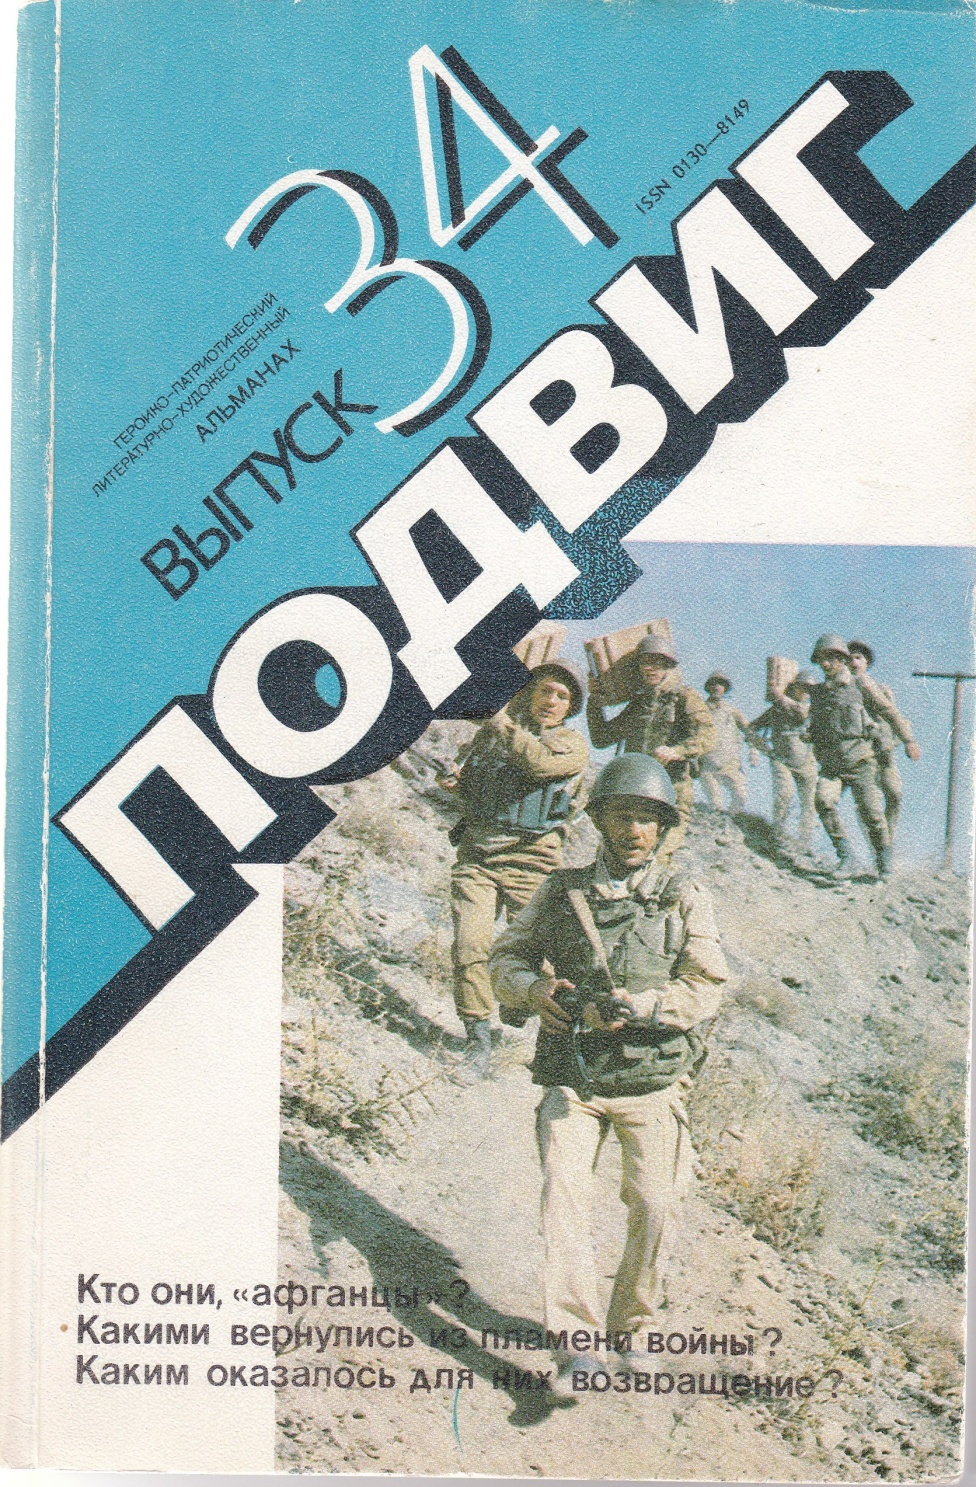 34
ISSN 0130—8149
ГЕРОИКО-ПАТРИОТИЧЕСКИЙ
ЛИТЕРАТУРНО-ХУДОЖЕСТВЕННЫЙ
АЛЬМАНАХ
ВЫПУСК
ПОДВИГ
Кто они, «афганцы»?
Какими вернулись из пламени войны?
Каким оказалось для них возвращение?